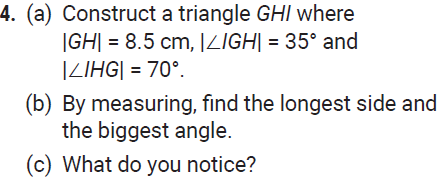 4. (a) Construct a triangle GHI where
|GH| = 8.5 cm, |∠IGH| = 35° and
|∠IHG| = 70°.
(b) By measuring, find the longest side and
the biggest angle.
(c) What do you notice?